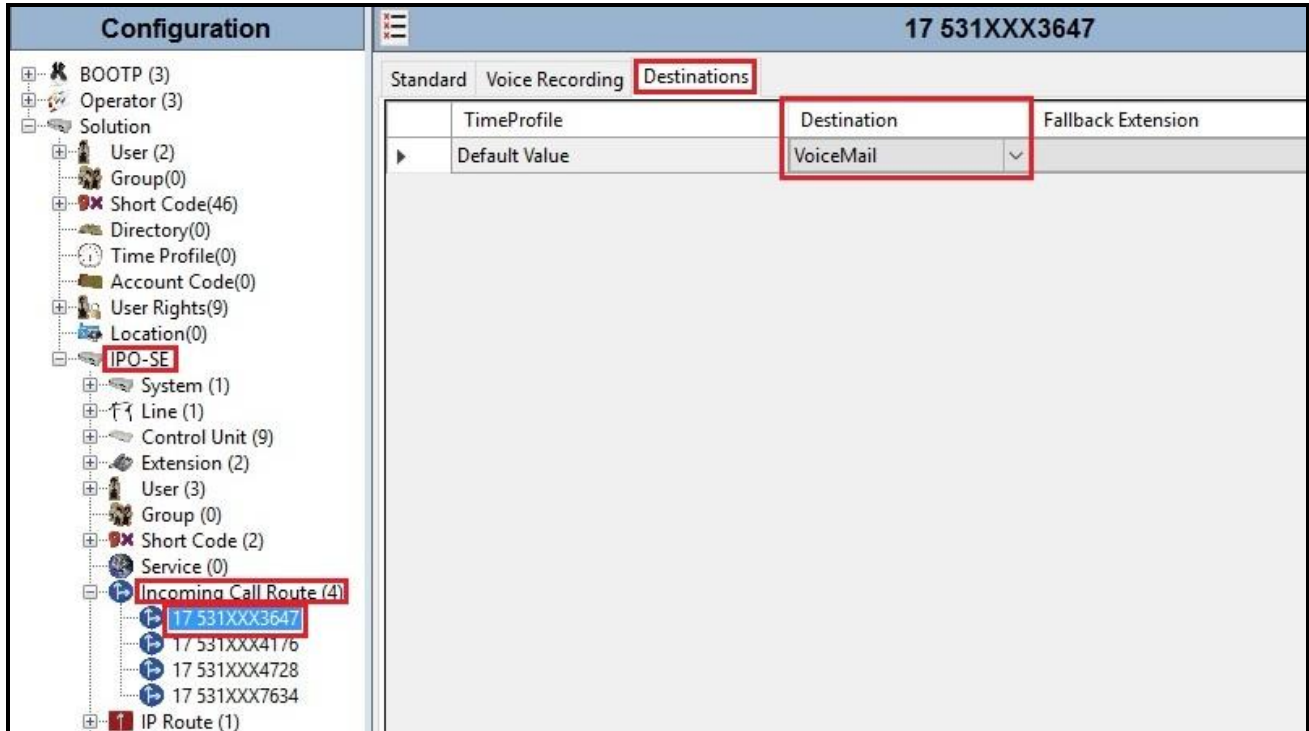 Configuration
17 531XXX3647
BOOTP (3)
Operator (3)
Solution
User (2)
Group(0)
Short Code(46)
Directory(0)
Time Profile(0)
Account Code(0)
User Rights(9)
Location(0)
IPO-SE
System (1)
Line (1)
Control Unit (9)
Extension (2)
User (3)
Group (0)
Short Code (2)
Service (0)
Incoming Call Route (4)
17 531XXX3647
17 531XXX4176
17 531XXX4728
17 531XXX7634
IP Route (1)
Standard Voice Recording Destinations
TimeProfile Destination Fallback Extension
Default Value VoiceMail